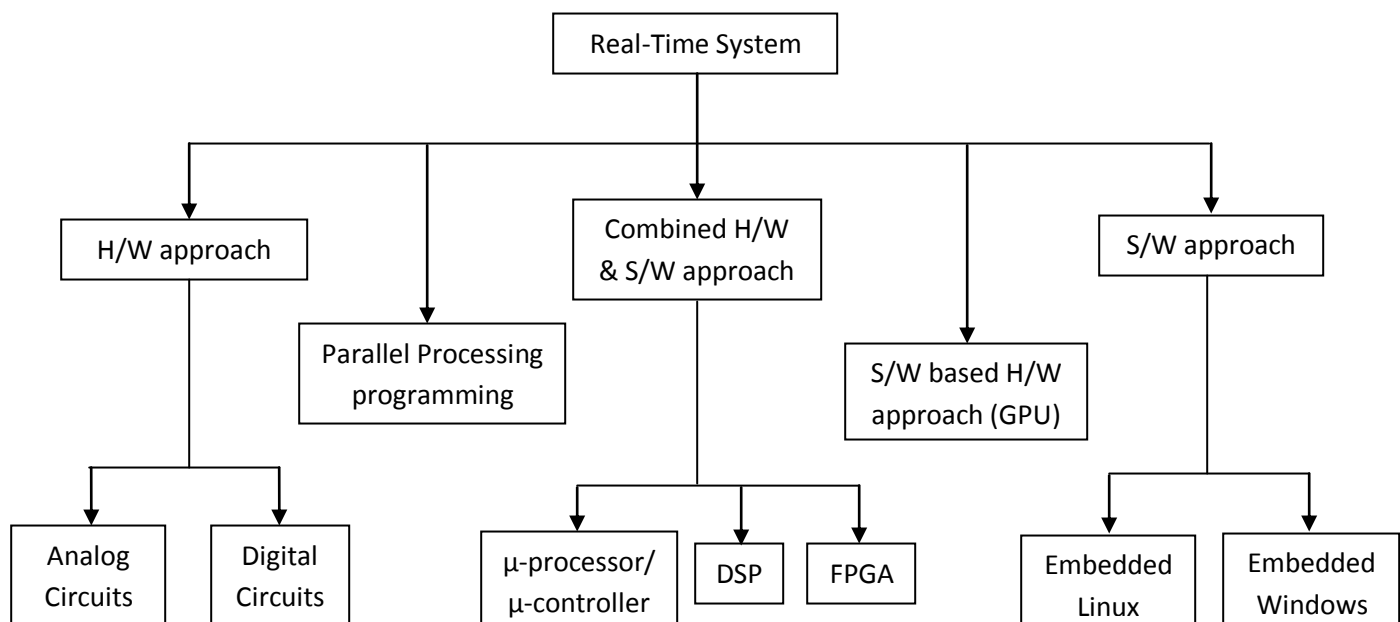 Real-Time System
H/W approach
Combined H/W
& S/W approach
S/W approach
Parallel Processing
programming
S/W based H/W
approach (GPU)
Analog
Circuits
Digital
Circuits
μ-processor/
μ-controller
DSP
FPGA
Embedded
Linux
Embedded
Windows